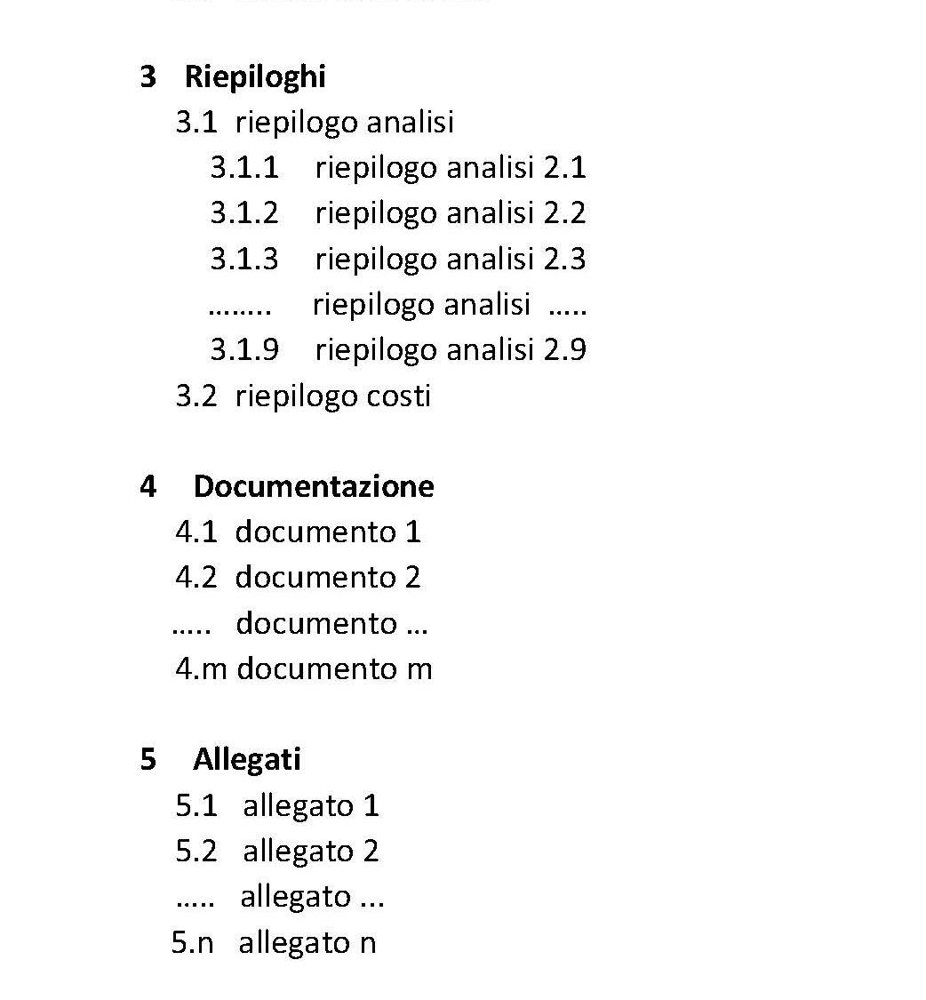 3 Riepiloghi
3.1 riepilogo analisi
3.1.1 riepilogo analisi 2.1
3.1.2 riepilogo analisi 2.2
3.1.3 riepilogo analisi 2.3
........ riepilogo analisi .....
3.1.9 riepilogo analisi 2.9
3.2 riepilogo costi
4 Documentazione
4.1 documento 1
4.2 documento 2
..... documento ...
4.m documento m
5 Allegati
5.1 allegato 1
5.2 allegato 2
..... allegato ...
5.n allegato n